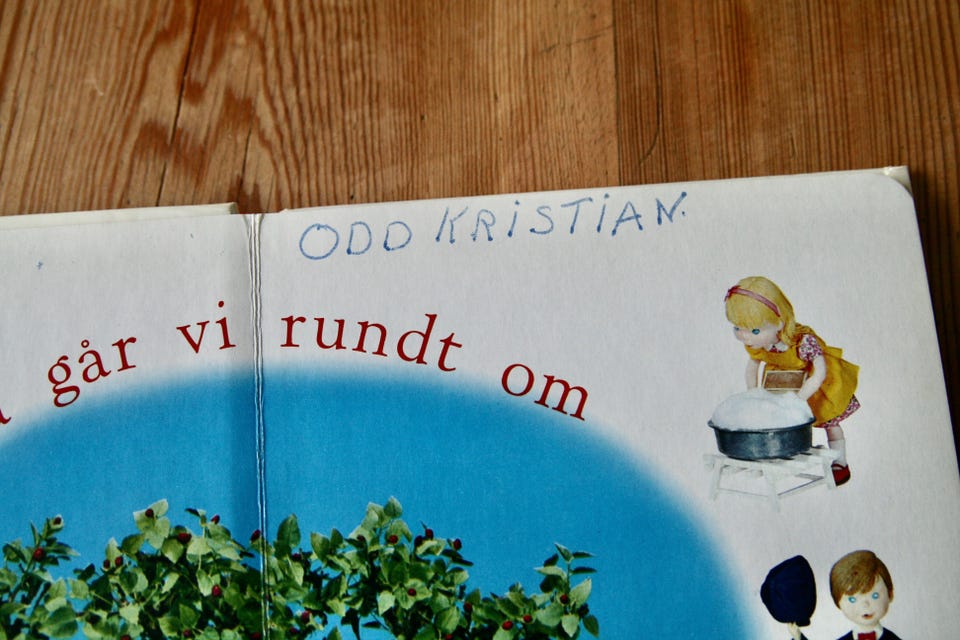 ODD KRiSTiAN.
går vi rundt om